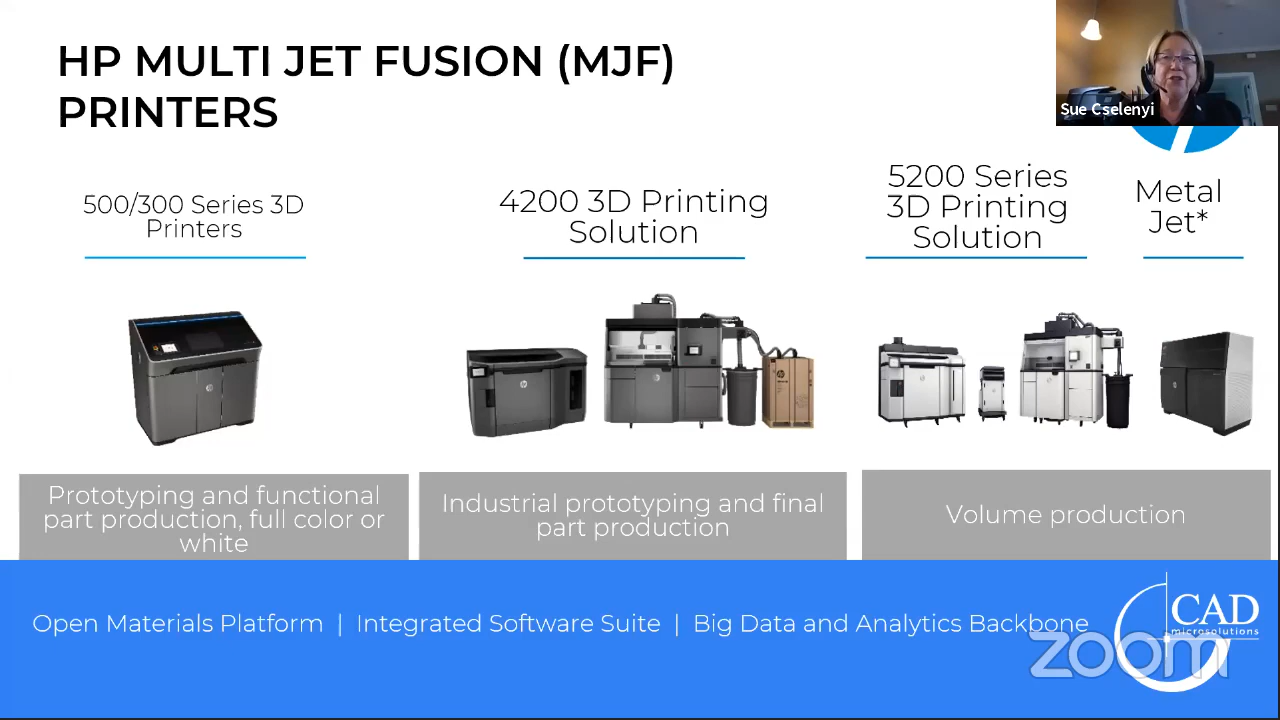 HP MULTI JET FUSION (MJF)
PRINTERS
Sue Cselenyi
500/300 Series 3D
Printers
4200 3D Printing
Solution
5200 Series
3D Printing
Solution
Metal
Jet*
Prototyping and functional
part production, full color or
white
Industrial prototyping and final
part production
Volume production
Open Materials Platform | Integrated Software Suite | Big Data and Analytics Backbone
CAD
microsolutions
zoom